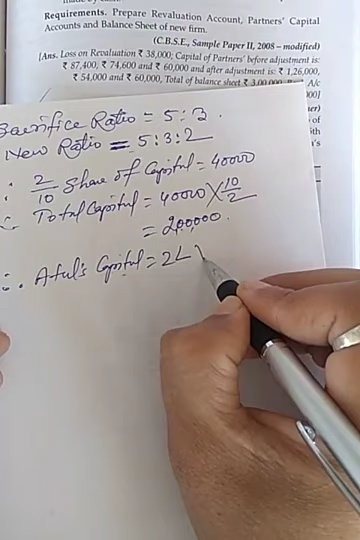 Requirements. Prepare Revaluation Account, Partners' Capital
Accounts and Balance Sheet of new firm.
(C.B.S.E., Sample Paper II, 2008 – modified)
[Ans. Loss on Revaluation ₹ 38,000; Capital of Partners' before adjustment is:
₹ 87,400, ₹ 74,600 and ₹ 60,000 and after adjustment is: ₹ 1,26,000,
₹ 54,000 and ₹ 60,000, Total of balance sheet ₹ 3,00,000
A/c
Sacrifice Ratio = 5:3.
New Ratio = 5:3:2
∴ 2/10 Share of Capital = 40000
∴ Total Capital = 40000 × 10/2
= 200000.
∴ Atul's Capital = 2L